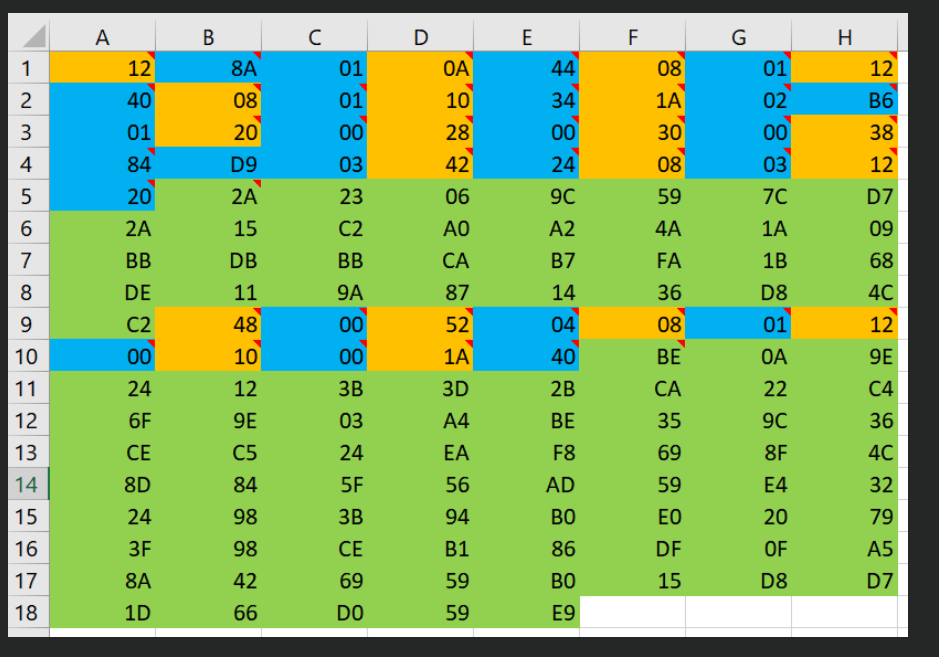 A B C D E F G H
1 12 8A 01 0A 44 08 01 12
2 40 08 01 10 34 1A 02 B6
3 01 20 00 28 00 30 00 38
4 84 D9 03 42 24 08 03 12
5 20 2A 23 06 9C 59 7C D7
6 2A 15 C2 A0 A2 4A 1A 09
7 BB DB BB CA B7 FA 1B 68
8 DE 11 9A 87 14 36 D8 4C
9 C2 48 00 52 04 08 01 12
10 00 10 00 1A 40 BE 0A 9E
11 24 12 3B 3D 2B CA 22 C4
12 6F 9E 03 A4 BE 35 9C 36
13 CE C5 24 EA F8 69 8F 4C
14 8D 84 5F 56 AD 59 E4 32
15 24 98 3B 94 B0 E0 20 79
16 3F 98 CE B1 86 DF 0F A5
17 8A 42 69 59 B0 15 D8 D7
18 1D 66 D0 59 E9